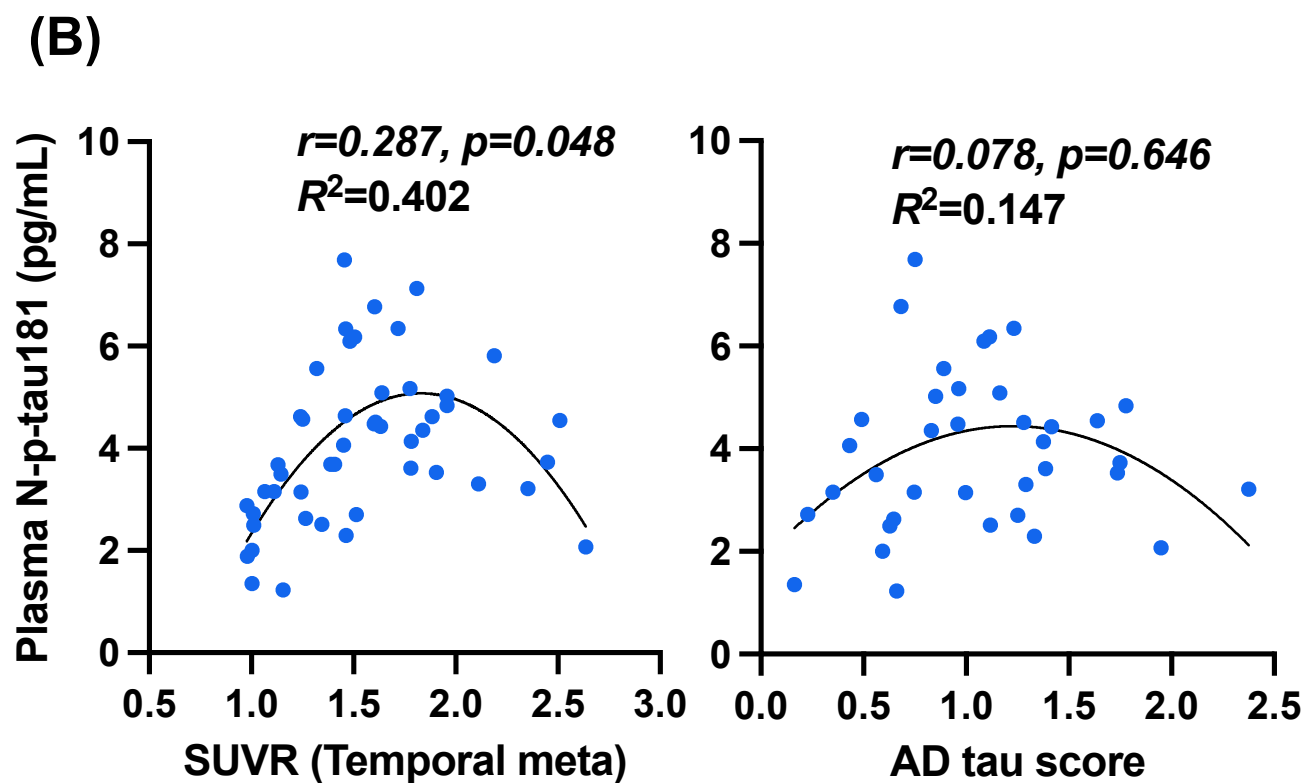 (B)
Plasma N-p-tau181 (pg/mL)
r=0.287, p=0.048
R²=0.402
10
8
6
4
2
0
0.5 1.0 1.5 2.0 2.5 3.0
SUVR (Temporal meta)
r=0.078, p=0.646
R²=0.147
10
8
6
4
2
0
0.0 0.5 1.0 1.5 2.0 2.5
AD tau score